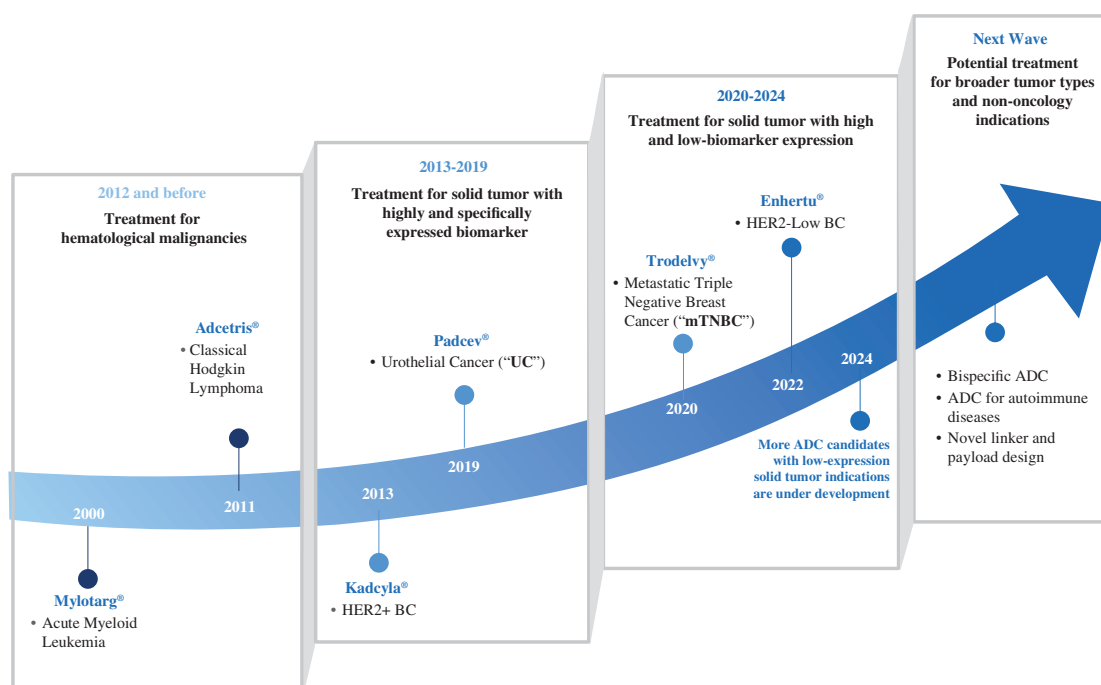 2012 and before
Treatment for
hematological malignancies
Adcetris®
• Classical
Hodgkin
Lymphoma
2000
2011
Mylotarg®
• Acute Myeloid
Leukemia
2013-2019
Treatment for solid tumor with
highly and specifically
expressed biomarker
Padcev®
• Urothelial Cancer (“UC”)
2019
2013
Kadcyla®
• HER2+ BC
2020-2024
Treatment for solid tumor with high
and low-biomarker expression
Enhertu®
• HER2-Low BC
Trodelvy®
• Metastatic Triple
Negative Breast
Cancer (“mTNBC”)
2020
2022
2024
More ADC candidates
with low-expression
solid tumor indications
are under development
Next Wave
Potential treatment
for broader tumor types
and non-oncology
indications
• Bispecific ADC
• ADC for autoimmune
diseases
• Novel linker and
payload design